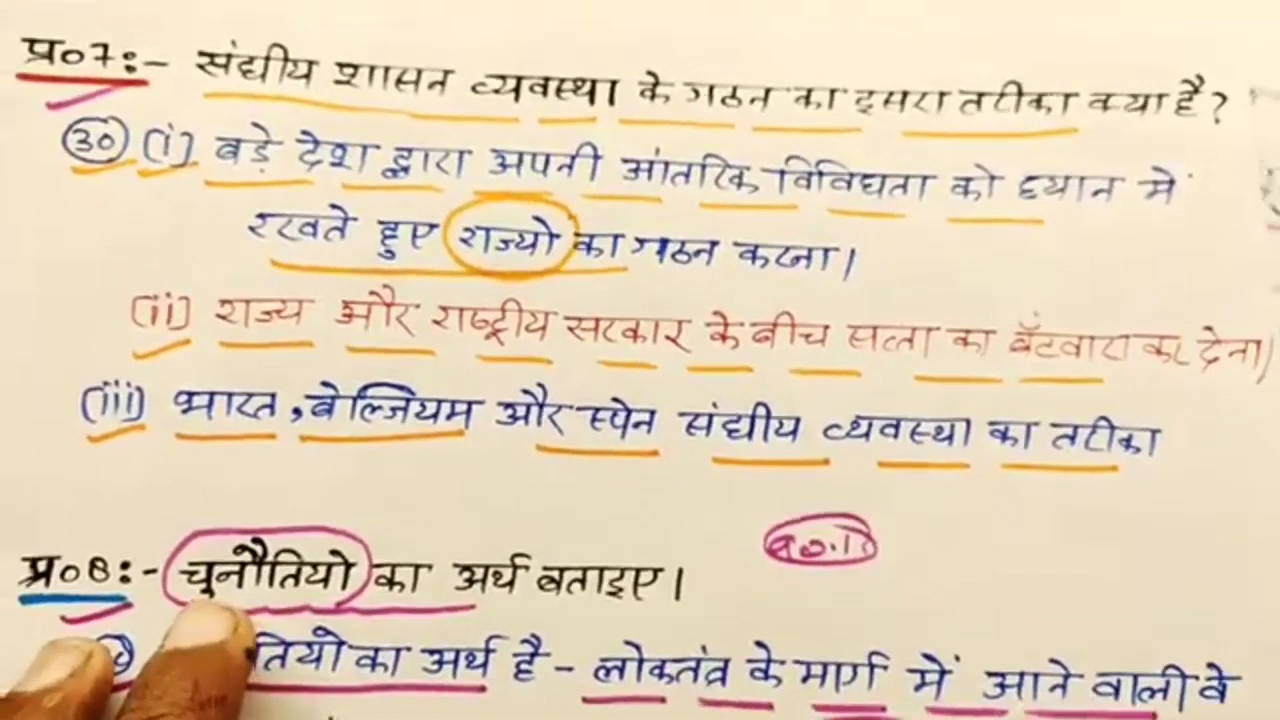 प्र०7:- संघीय शासन व्यवस्था के गठन का दूसरा तरीका क्या है?
उ० (i) बड़े देश द्वारा अपनी आंतरिक विविधता को ध्यान में
रखते हुए राज्यो का गठन करना।
(ii) राज्य और राष्ट्रीय सरकार के बीच सत्ता का बँटवारा कर देना।
(iii) भारत, बेल्जियम और स्पेन संघीय व्यवस्था का तरीका
प्र०8:- चुनौतियो का अर्थ बताइए।
का अर्थ है - लोकतंत्र के मार्ग में आने वाली वे